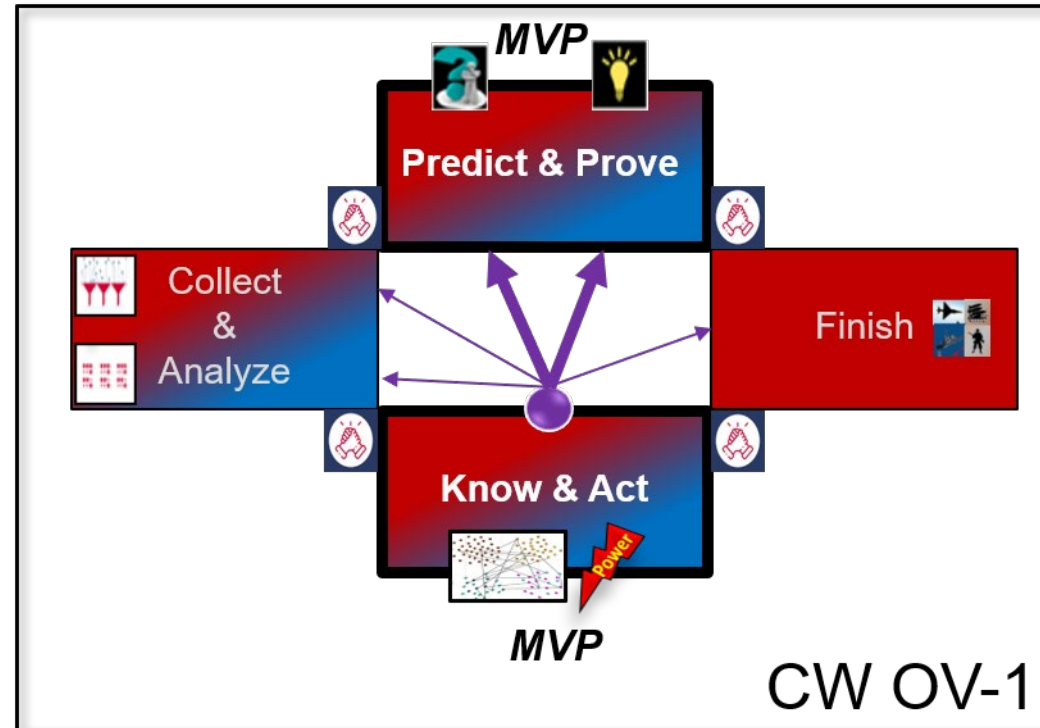 MVP
Predict & Prove
Collect
&
Analyze
Finish
Know & Act
Power
MVP
CW OV-1